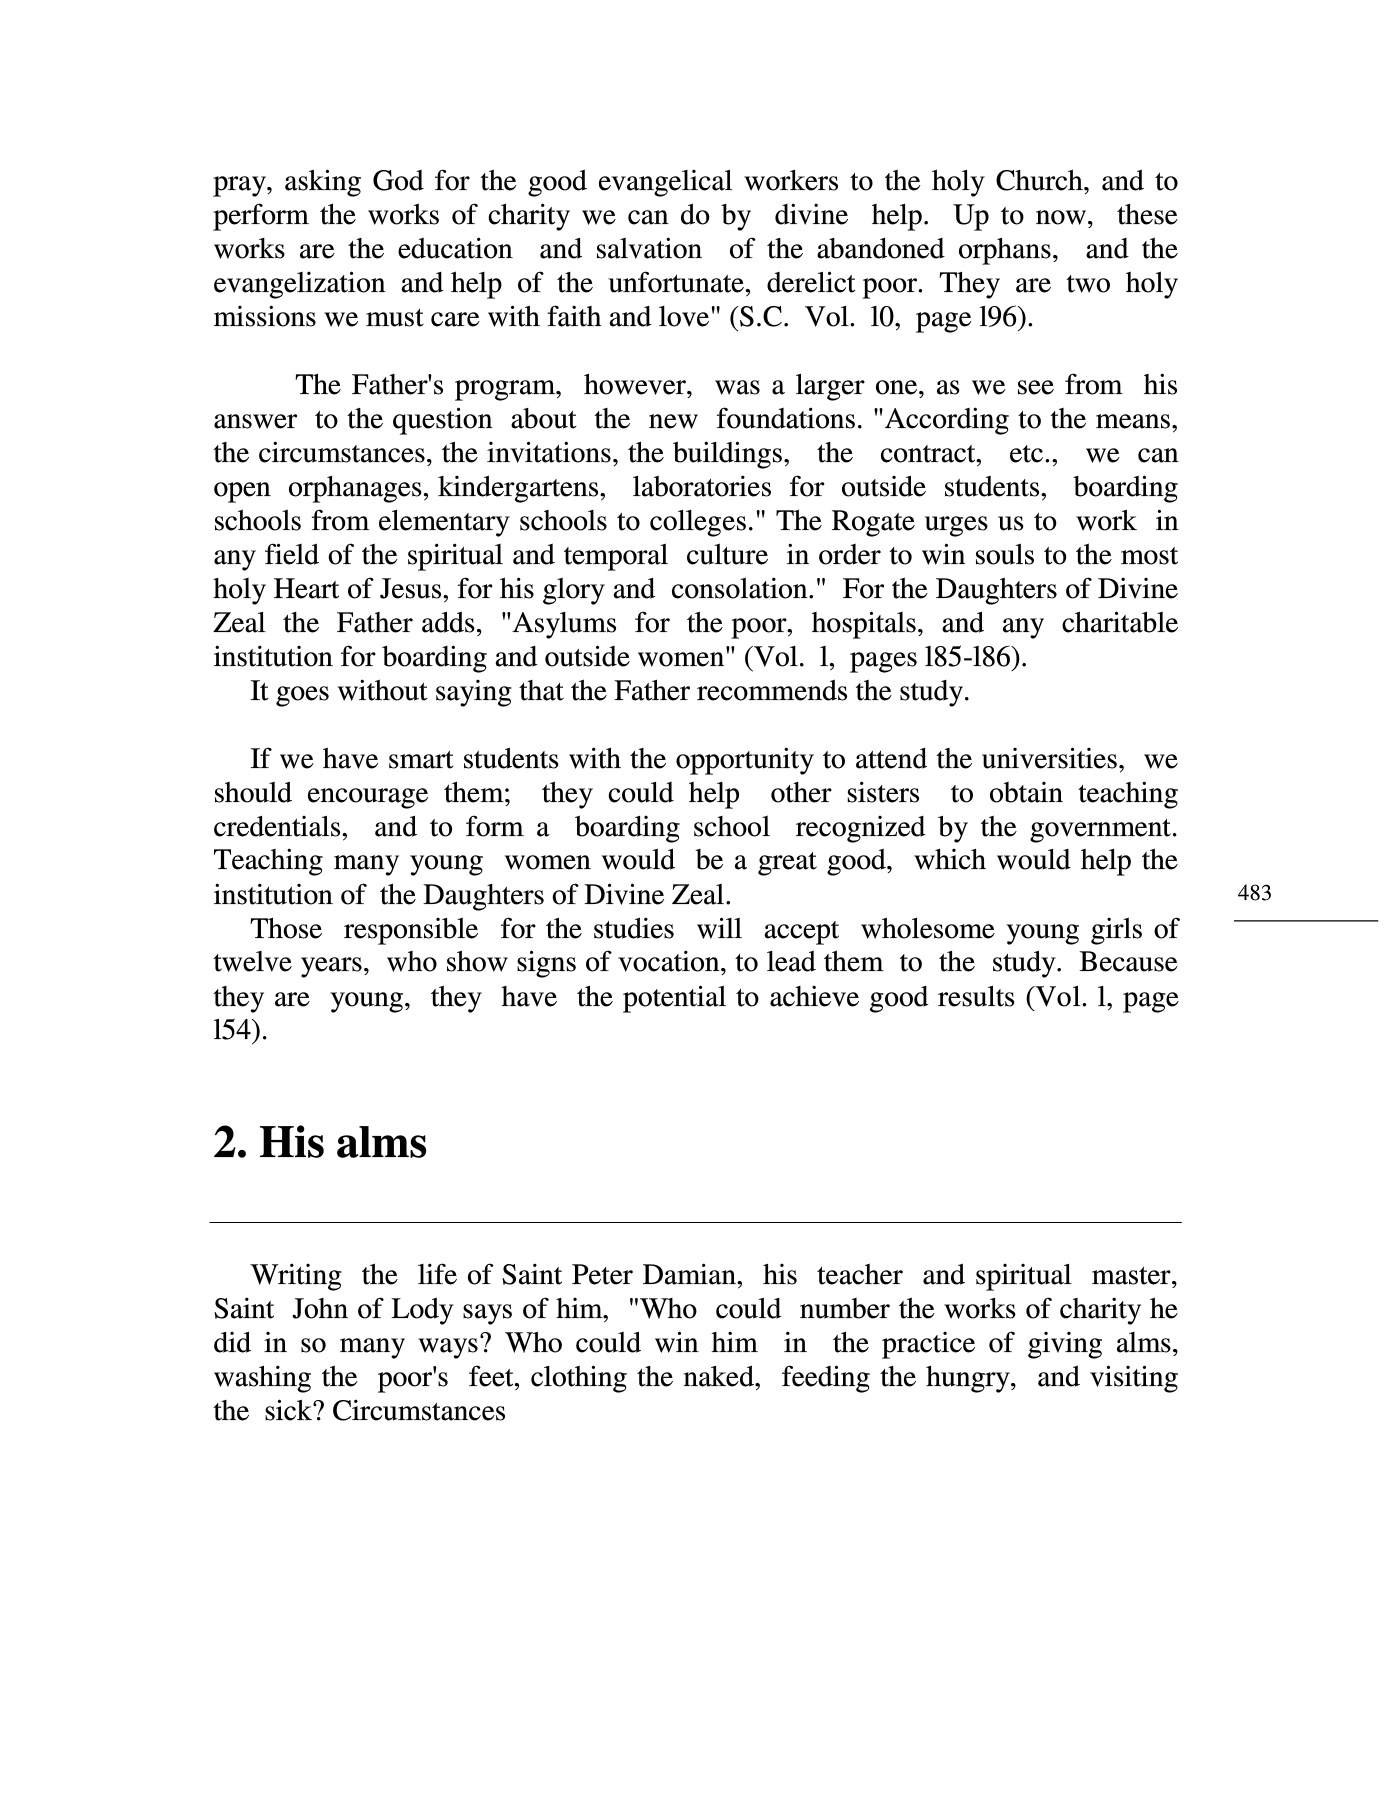 pray, asking God for the good evangelical workers to the holy Church, and to
perform the works of charity we can do by divine help. Up to now, these
works are the education and salvation of the abandoned orphans, and the
evangelization and help of the unfortunate, derelict poor. They are two holy
missions we must care with faith and love" (S.C. Vol. l0, page l96).
The Father's program, however, was a larger one, as we see from his
answer to the question about the new foundations. "According to the means,
the circumstances, the invitations, the buildings, the contract, etc., we can
open orphanages, kindergartens, laboratories for outside students, boarding
schools from elementary schools to colleges." The Rogate urges us to work in
any field of the spiritual and temporal culture in order to win souls to the most
holy Heart of Jesus, for his glory and consolation." For the Daughters of Divine
Zeal the Father adds, "Asylums for the poor, hospitals, and any charitable
institution for boarding and outside women" (Vol. l, pages l85-l86).
It goes without saying that the Father recommends the study.
If we have smart students with the opportunity to attend the universities, we
should encourage them; they could help other sisters to obtain teaching
credentials, and to form a boarding school recognized by the government.
Teaching many young women would be a great good, which would help the
institution of the Daughters of Divine Zeal.
483
Those responsible for the studies will accept wholesome young girls of
twelve years, who show signs of vocation, to lead them to the study. Because
they are young, they have the potential to achieve good results (Vol. l, page
l54).
2. His alms
Writing the life of Saint Peter Damian, his teacher and spiritual master,
Saint John of Lody says of him, "Who could number the works of charity he
did in so many ways? Who could win him in the practice of giving alms,
washing the poor's feet, clothing the naked, feeding the hungry, and visiting
the sick? Circumstances